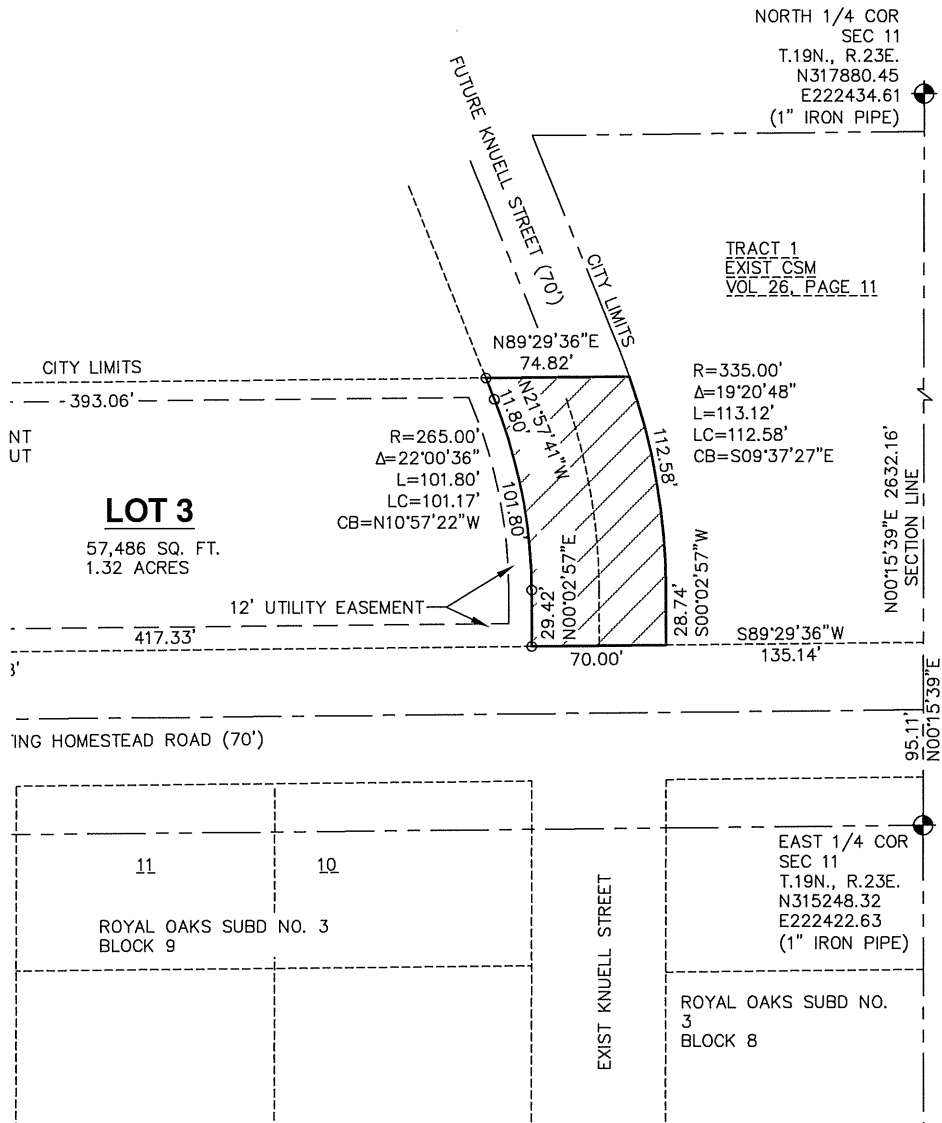 NORTH 1/4 COR
SEC 11
T.19N., R.23E.
N317880.45
E222434.61
(1" IRON PIPE)
FUTURE KNUELL STREET (70')
CITY LIMITS
TRACT 1
EXIST CSM
VOL 26, PAGE 11
N89°29'36"E
74.82'
CITY LIMITS
393.06'
NT
UT
R=335.00'
Δ=19°20'48"
L=113.12'
LC=112.58'
CB=S09°37'27"E
N21°57'41"W
11.80'
R=265.00'
Δ=22°00'36"
L=101.80'
LC=101.17'
CB=N10°57'22"W
112.58'
101.80'
N00°15'39"E 2632.16'
SECTION LINE
LOT 3
57,486 SQ. FT.
1.32 ACRES
12' UTILITY EASEMENT
29.42'
N00°02'57"E
28.74'
S00°02'57"W
417.33'
70.00'
S89°29'36"W
135.14'
95.11'
N00°15'39"E
ING HOMESTEAD ROAD (70')
11
10
ROYAL OAKS SUBD NO. 3
BLOCK 9
EXIST KNUELL STREET
EAST 1/4 COR
SEC 11
T.19N., R.23E.
N315248.32
E222422.63
(1" IRON PIPE)
ROYAL OAKS SUBD NO.
3
BLOCK 8